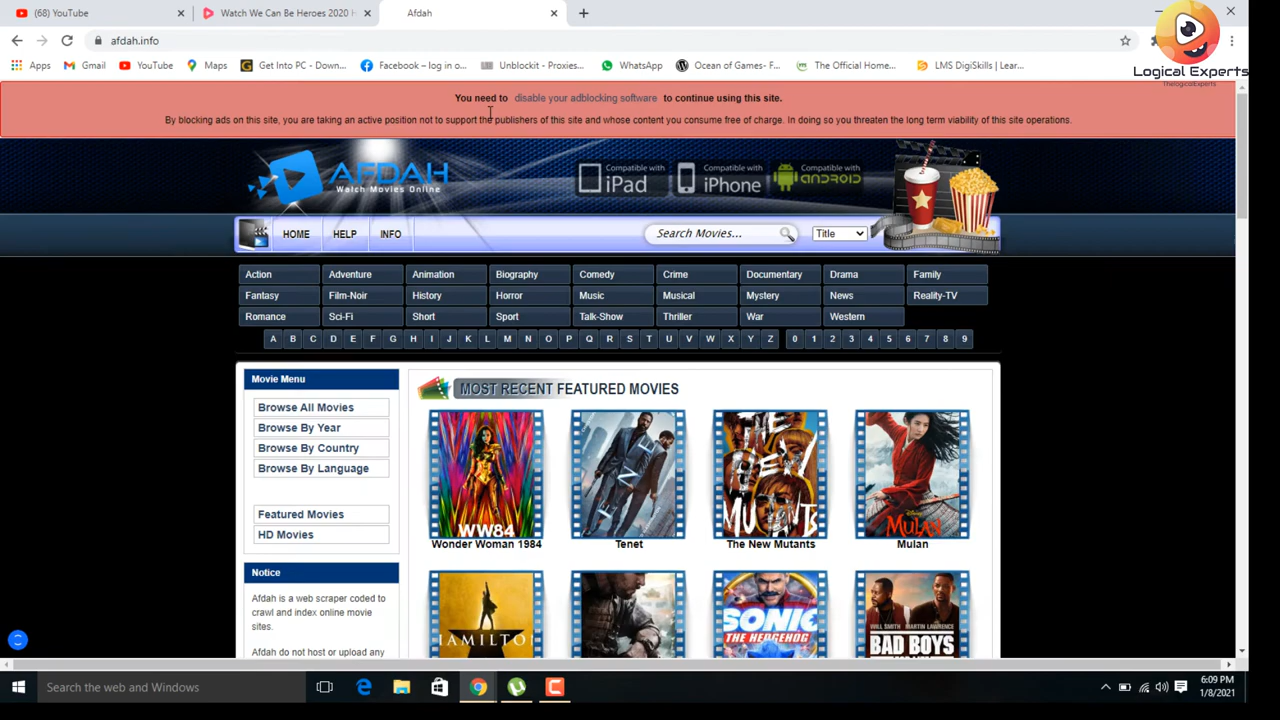 (68) YouTube
Watch We Can Be Heroes 2020 H
Afdah
afdah.info
Logical Experts
TheLogicalExperts
Apps
Gmail
YouTube
Maps
Get Into PC - Down...
Facebook – log in o...
Unblockit - Proxies...
WhatsApp
Ocean of Games- F...
The Official Home...
LMS DigiSkills | Lear...
You need to disable your adblocking software to continue using this site.
By blocking ads on this site, you are taking an active position not to support the publishers of this site and whose content you consume free of charge. In doing so you threaten the long term viability of this site operations.
AFDAH
Watch Movies Online
Compatible with iPad
Compatible with iPhone
Compatible with ANDROID
HOME HELP INFO Search Movies... Title
Action Adventure Animation Biography Comedy Crime Documentary Drama Family
Fantasy Film-Noir History Horror Music Musical Mystery News Reality-TV
Romance Sci-Fi Short Sport Talk-Show Thriller War Western
A B C D E F G H I J K L M N O P Q R S T U V W X Y Z 0 1 2 3 4 5 6 7 8 9
Movie Menu
Browse All Movies
Browse By Year
Browse By Country
Browse By Language
Featured Movies
HD Movies
Notice
Afdah is a web scraper coded to
crawl and index online movie
sites.
Afdah do not host or upload any
MOST RECENT FEATURED MOVIES
WW84
TENET
THE NEW MUTANTS
Disney
MULAN
Wonder Woman 1984
Tenet
The New Mutants
Mulan
HAMILTON
SONIC
THE HEDGEHOG
WILL SMITH MARTIN LAWRENCE
BAD BOYS
Search the web and Windows
6:09 PM
1/8/2021